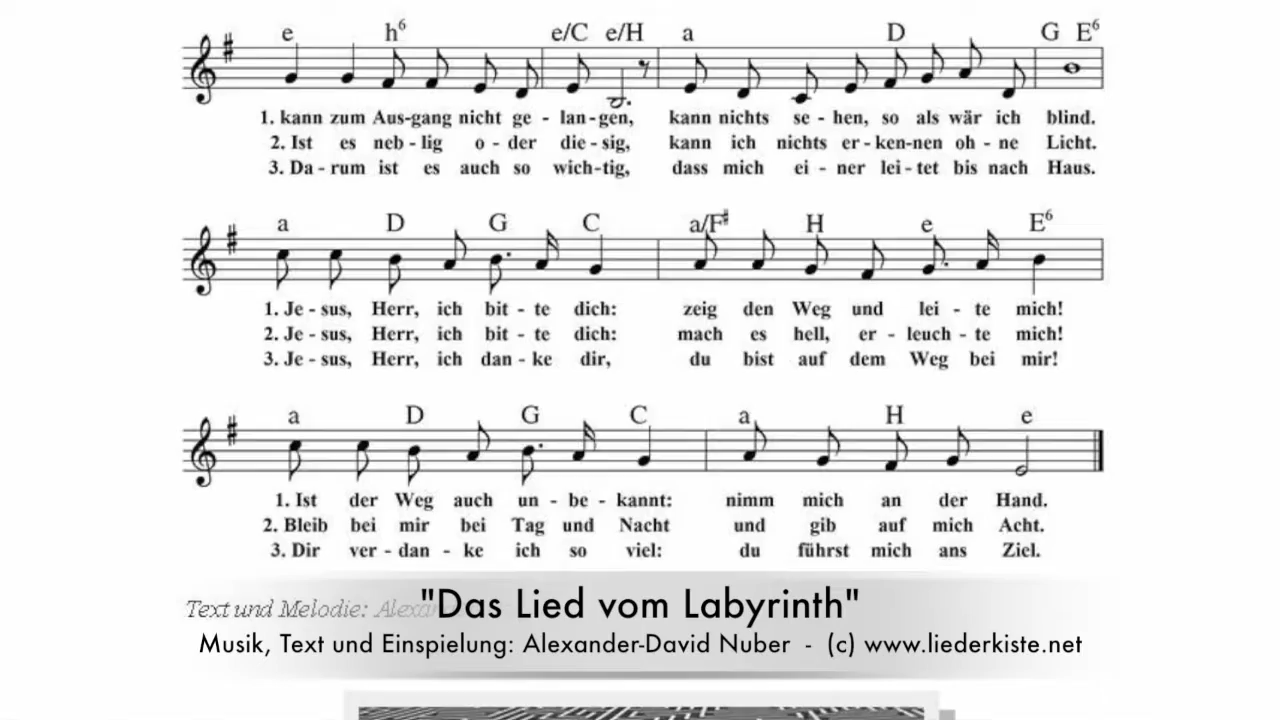 e h6 e/C e/H a D G E6
1. kann zum Aus-gang nicht ge - lan-gen, kann nichts se - hen, so als wär ich blind.
2. Ist es neb - lig o - der die-sig, kann ich nichts er - ken-nen oh - ne Licht.
3. Da - rum ist es auch so wich-tig, dass mich ei - ner lei - tet bis nach Haus.
a D G C a/F# H e E6
1. Je - sus, Herr, ich bit - te dich: zeig den Weg und lei - te mich!
2. Je - sus, Herr, ich bit - te dich: mach es hell, er - leuch - te mich!
3. Je - sus, Herr, ich dan - ke dir, du bist auf dem Weg bei mir!
a D G C a H e
1. Ist der Weg auch un - be - kannt: nimm mich an der Hand.
2. Bleib bei mir bei Tag und Nacht und gib auf mich Acht.
3. Dir ver - dan - ke ich so viel: du führst mich ans Ziel.
Text und Melodie:
"Das Lied vom Labyrinth"
Musik, Text und Einspielung: Alexander-David Nuber - (c) www.liederkiste.net